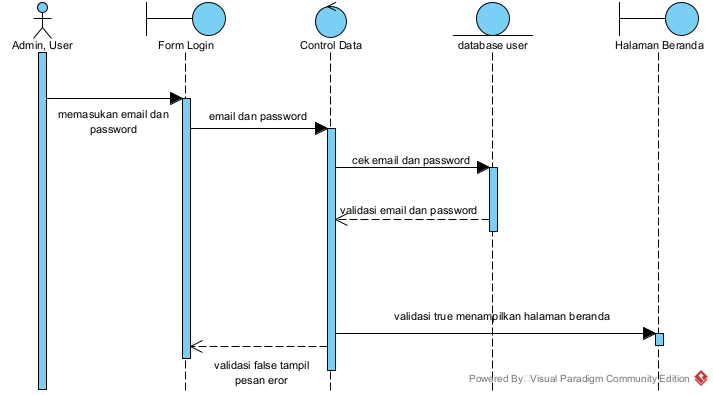 Admin, User
Form Login
Control Data
database user
Halaman Beranda
memasukan email dan
password
email dan password
cek email dan password
validasi email dan password
validasi true menampilkan halaman beranda
validasi false tampil
pesan eror
Powered By Visual Paradigm Community Edition